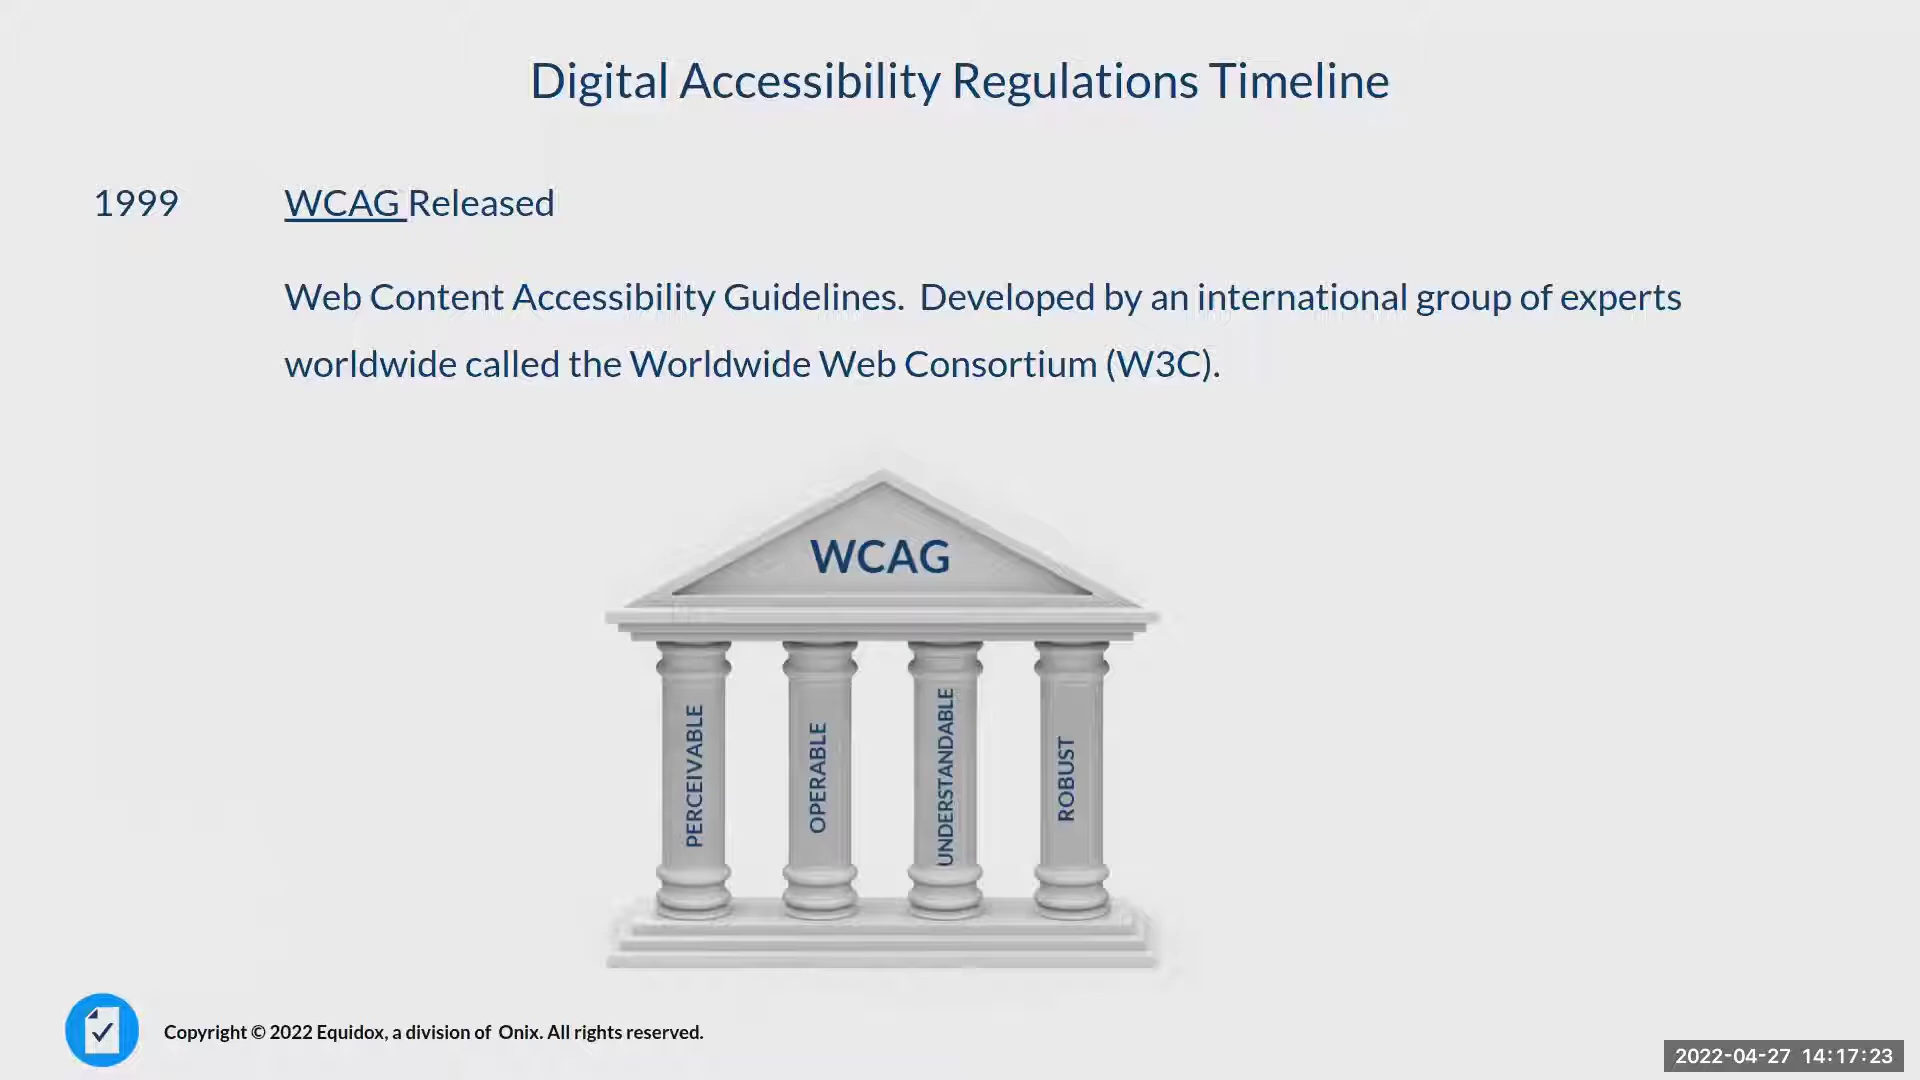 Digital Accessibility Regulations Timeline
1999
WCAG Released
Web Content Accessibility Guidelines. Developed by an international group of experts
worldwide called the Worldwide Web Consortium (W3C).
WCAG
PERCEIVABLE
OPERABLE
UNDERSTANDABLE
ROBUST
Copyright © 2022 Equidox, a division of Onix. All rights reserved.
2022-04-27 14:17:23